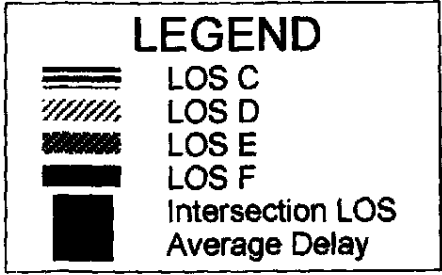 LEGEND
LOS C
LOS D
LOS E
LOS F
Intersection LOS
Average Delay